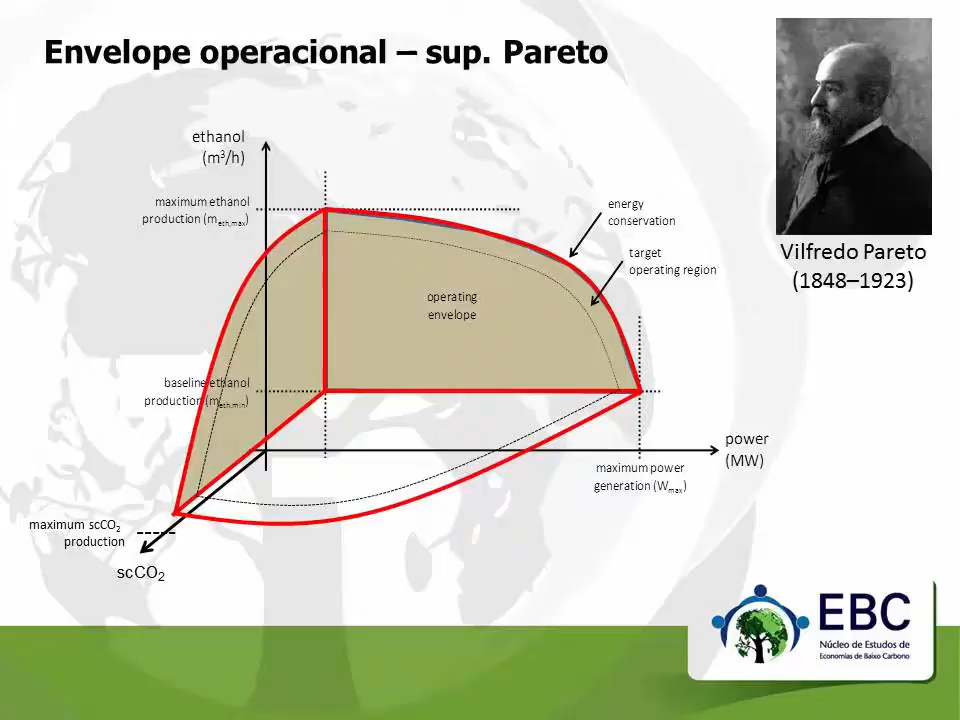 Envelope operacional – sup. Pareto
ethanol
(m³/h)
maximum ethanol
production (m_eth,max)
energy
conservation
target
operating region
operating
envelope
Vilfredo Pareto
(1848–1923)
baseline ethanol
production (m_eth,min)
power
(MW)
maximum power
generation (W_max)
maximum scCO₂
production
scCO₂
EBC
Núcleo de Estudos de
Economias de Baixo Carbono